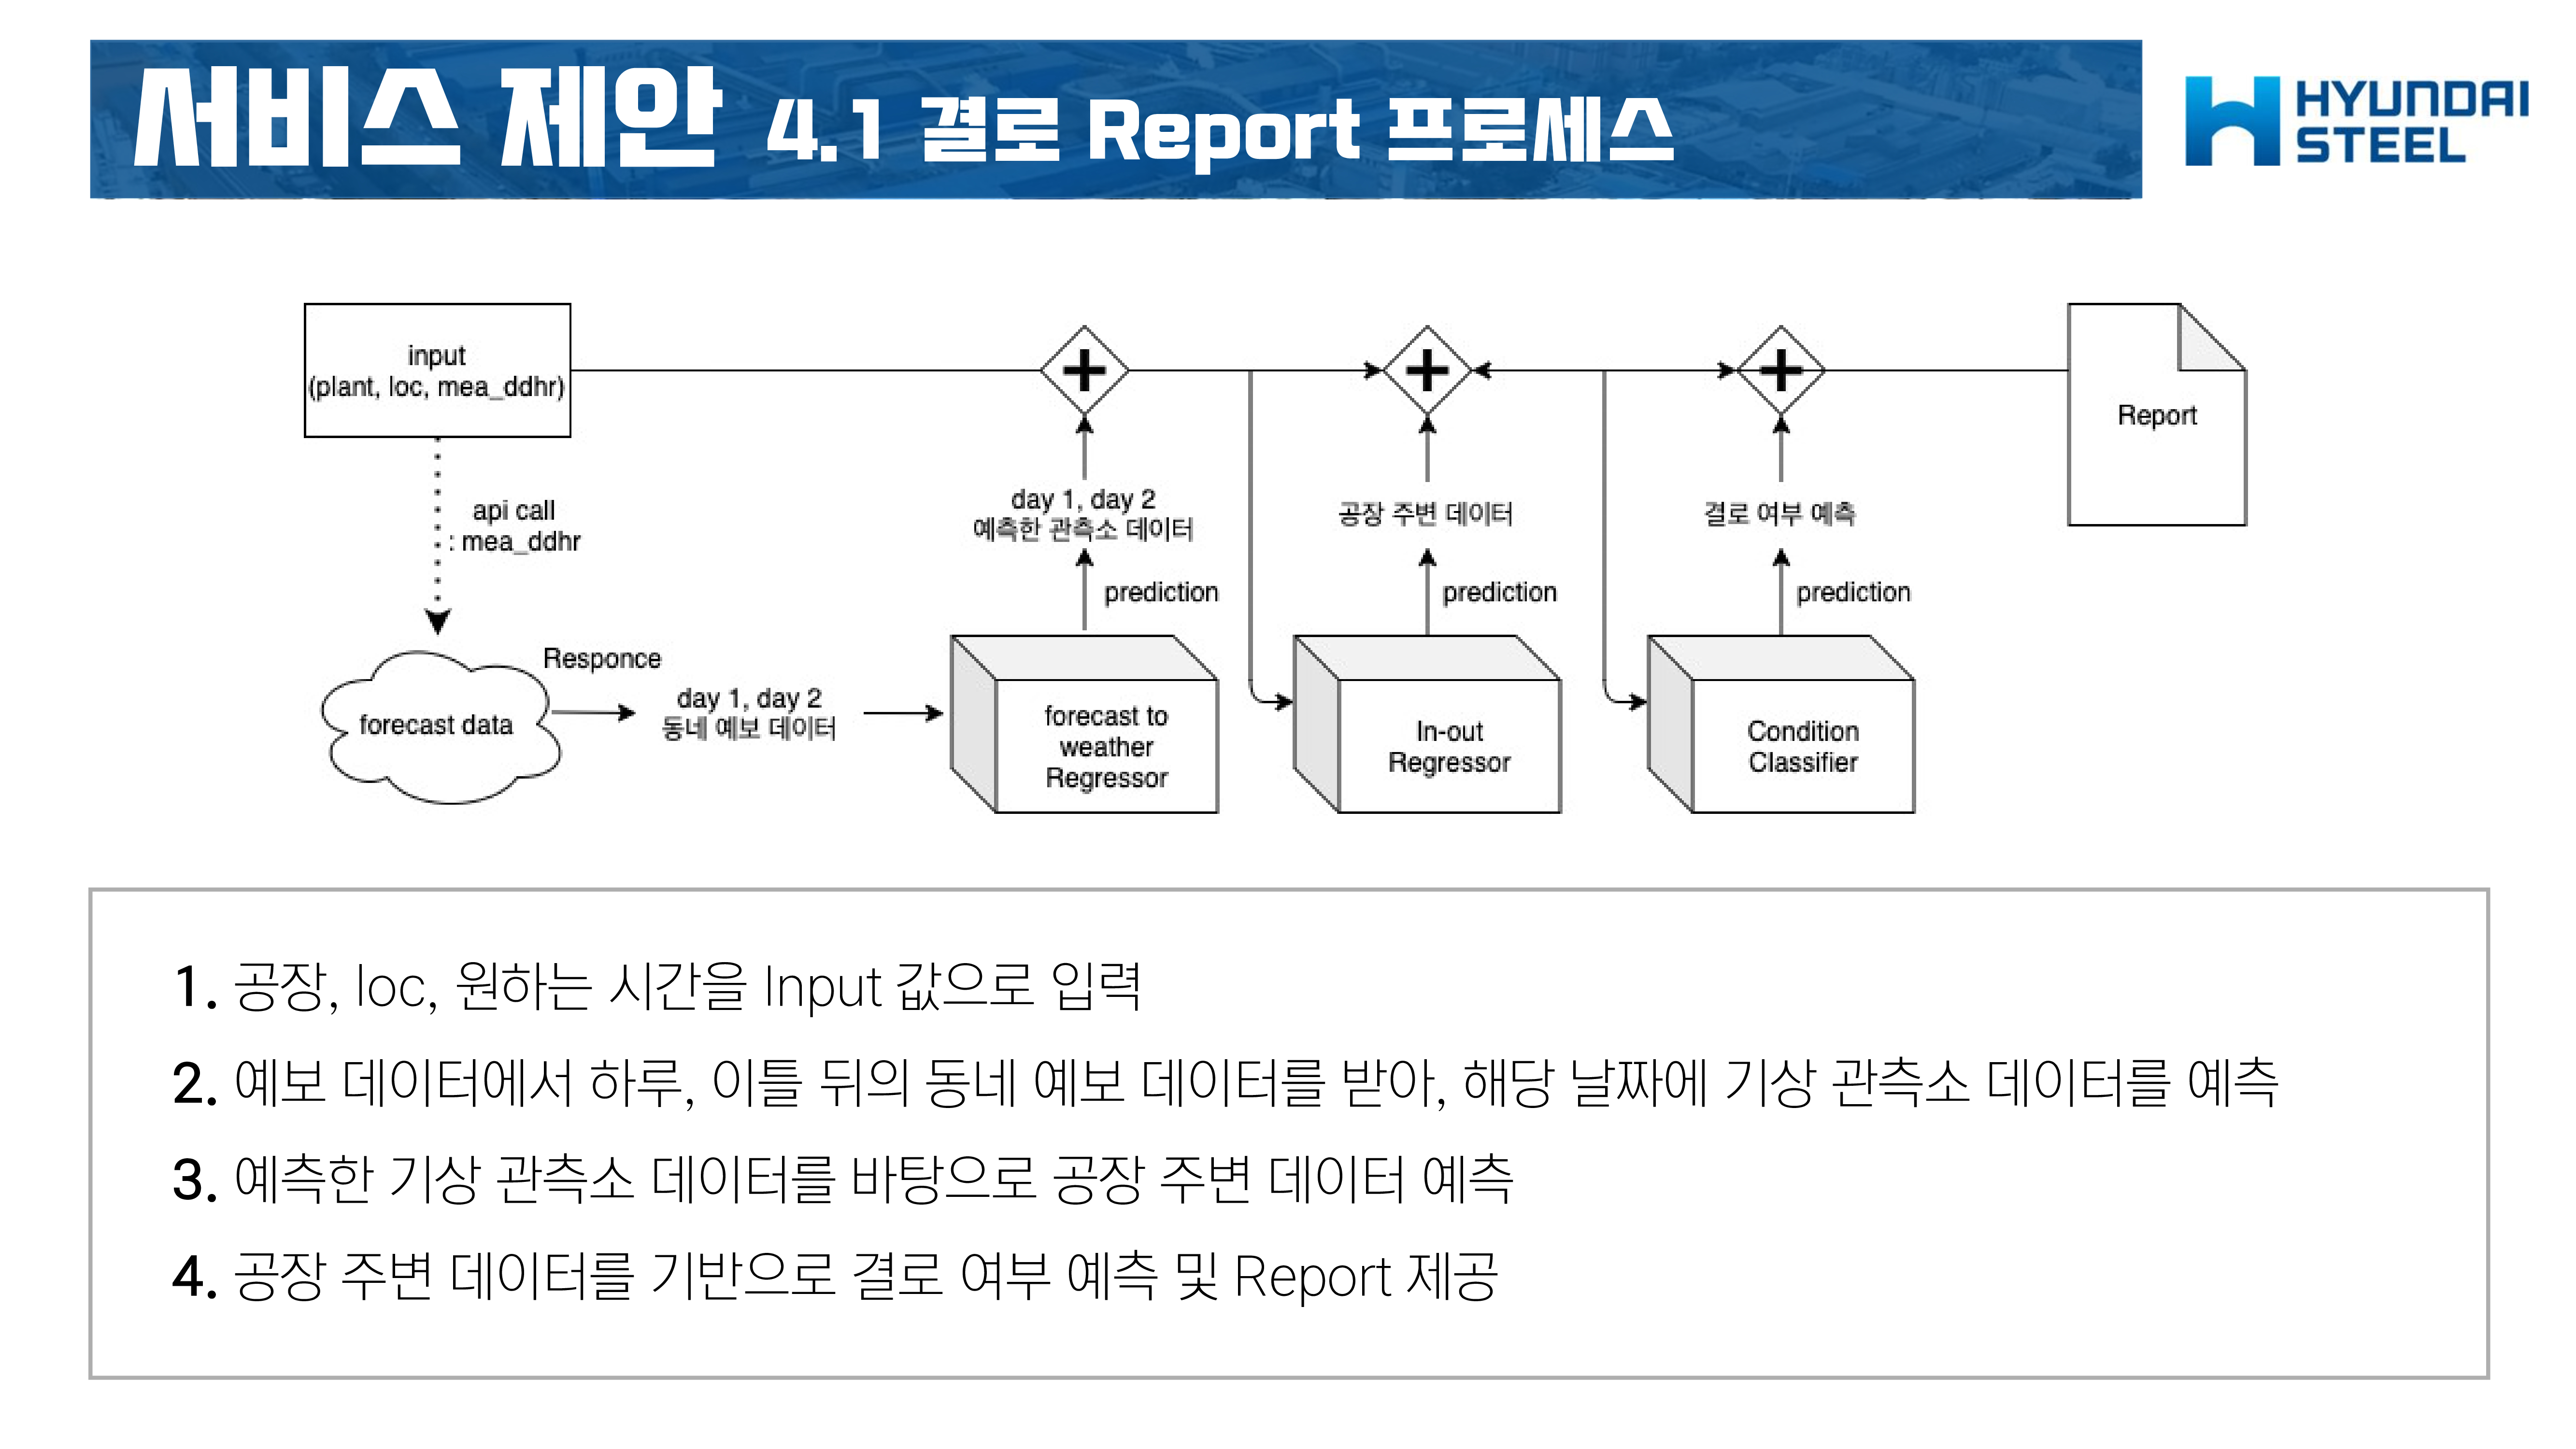 서비스 제안 4.1 결로 Report 프로세스
HYUNDAI
STEEL
input
(plant, loc, mea_ddhr)
api call
: mea_ddhr
forecast data
Responce
day 1, day 2
동네 예보 데이터
day 1, day 2
예측한 관측소 데이터
prediction
forecast to
weather
Regressor
공장 주변 데이터
prediction
In-out
Regressor
결로 여부 예측
prediction
Condition
Classifier
Report
1. 공장, loc, 원하는 시간을 Input 값으로 입력
2. 예보 데이터에서 하루, 이틀 뒤의 동네 예보 데이터를 받아, 해당 날짜에 기상 관측소 데이터를 예측
3. 예측한 기상 관측소 데이터를 바탕으로 공장 주변 데이터 예측
4. 공장 주변 데이터를 기반으로 결로 여부 예측 및 Report 제공